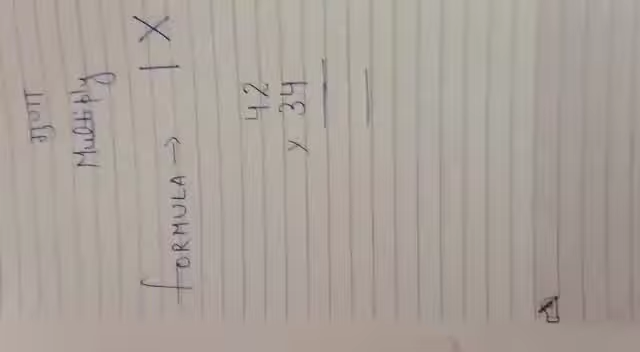 गुणा
Multiply
FORMULA → | X
42
x 34